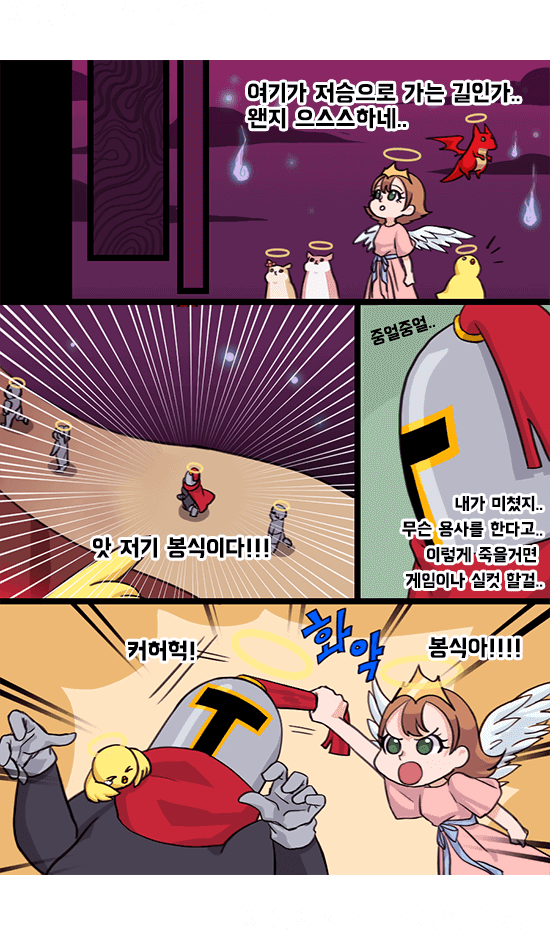 여기가 저승으로 가는 길인가..
왠지 으스스하네..
중얼중얼..
앗 저기 봉식이다!!!
내가 미쳤지..
무슨 용사를 한다고..
이렇게 죽을거면
게임이나 실컷 할걸..
커허헉!
화악
봉식아!!!!